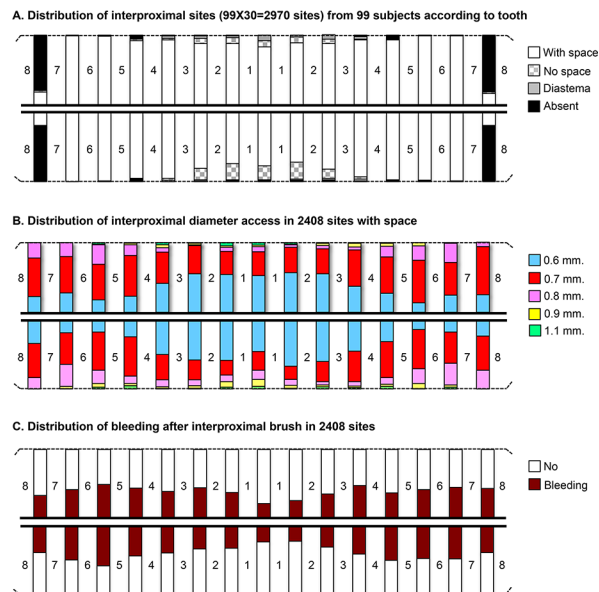 A. Distribution of interproximal sites (99X30=2970 sites) from 99 subjects according to tooth
8 7 6 5 4 3 2 1 1 2 3 4 5 6 7 8
8 7 6 5 4 3 2 1 1 2 3 4 5 6 7 8
With space
No space
Diastema
Absent
B. Distribution of interproximal diameter access in 2408 sites with space
8 7 6 5 4 3 2 1 1 2 3 4 5 6 7 8
8 7 6 5 4 3 2 1 1 2 3 4 5 6 7 8
0.6 mm.
0.7 mm.
0.8 mm.
0.9 mm.
1.1 mm.
C. Distribution of bleeding after interproximal brush in 2408 sites
8 7 6 5 4 3 2 1 1 2 3 4 5 6 7 8
8 7 6 5 4 3 2 1 1 2 3 4 5 6 7 8
No
Bleeding